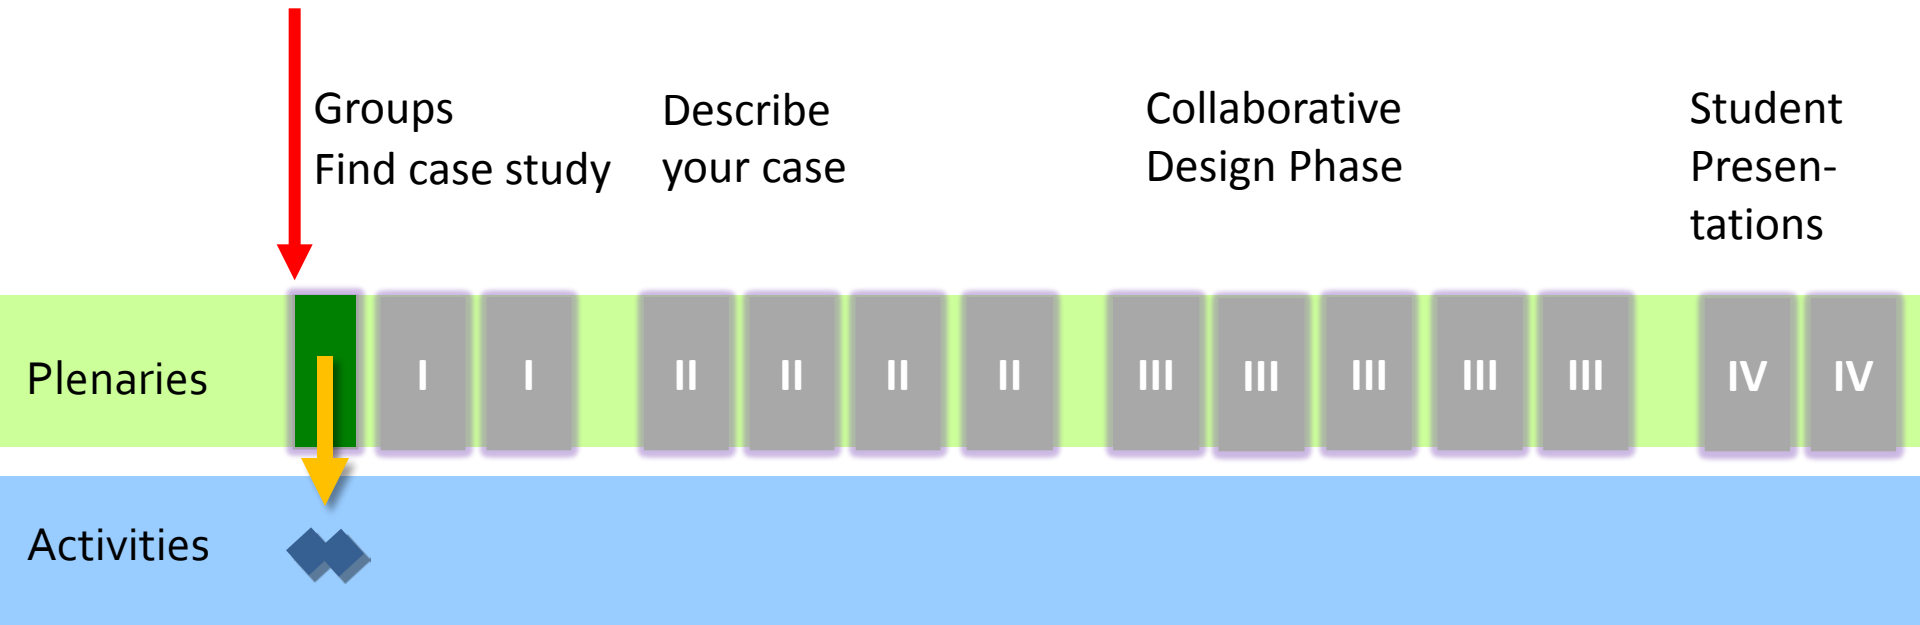 Groups
Find case study
Describe
your case
Collaborative
Design Phase
Student
Presen-
tations
Plenaries
I I II II II II III III III III III IV IV
Activities